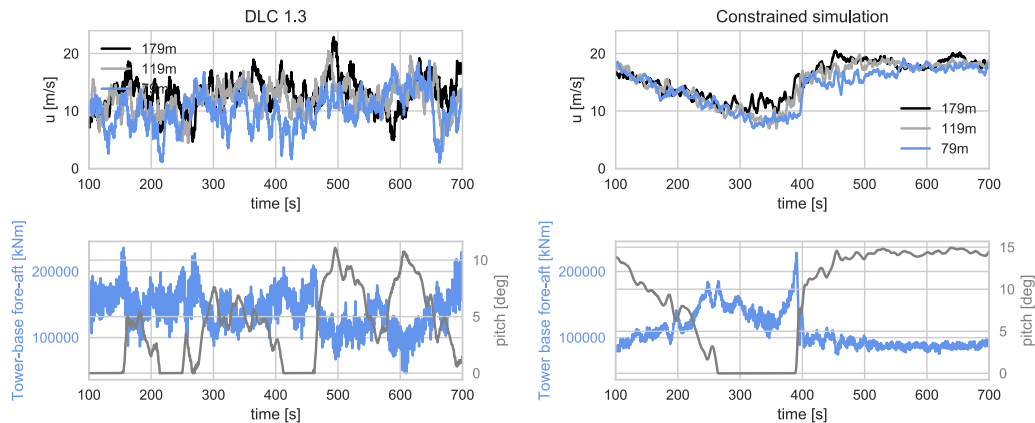 DLC 1.3
Constrained simulation
u [m/s]
20
10
0
179m
119m
100 200 300 400 500 600 700
time [s]
u [m/s]
20
10
0
179m
119m
79m
100 200 300 400 500 600 700
time [s]
Tower-base fore-aft [kNm]
200000
100000
10
5
0
pitch [deg]
100 200 300 400 500 600 700
time [s]
Tower base fore-aft [kNm]
200000
100000
15
10
5
0
pitch [deg]
100 200 300 400 500 600 700
time [s]